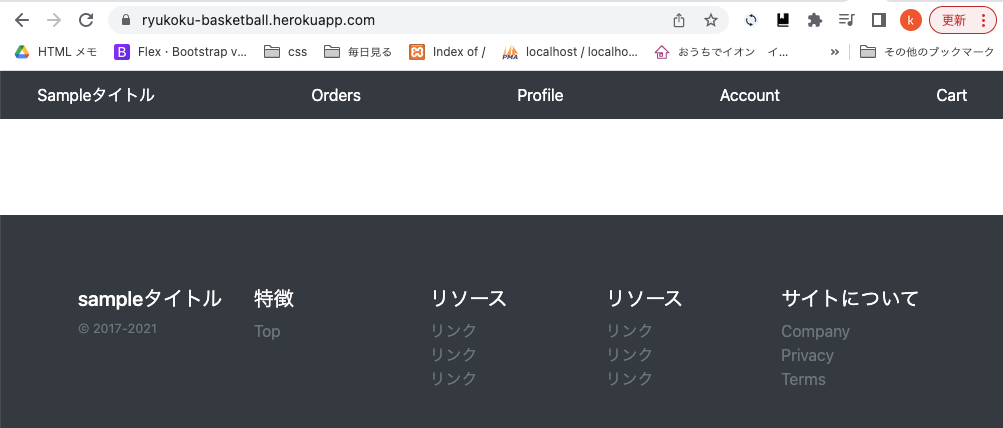 ryukoku-basketball.herokuapp.com
k
更新
HTML メモ
B
Flex・Bootstrap v...
css
毎日見る
Index of /
PMA
localhost / localho...
おうちでイオン イ...
»
その他のブックマーク
Sampleタイトル
Orders
Profile
Account
Cart
sampleタイトル
特徴
リソース
リソース
サイトについて
© 2017-2021
Top
リンク
リンク
Company
リンク
リンク
Privacy
リンク
リンク
Terms